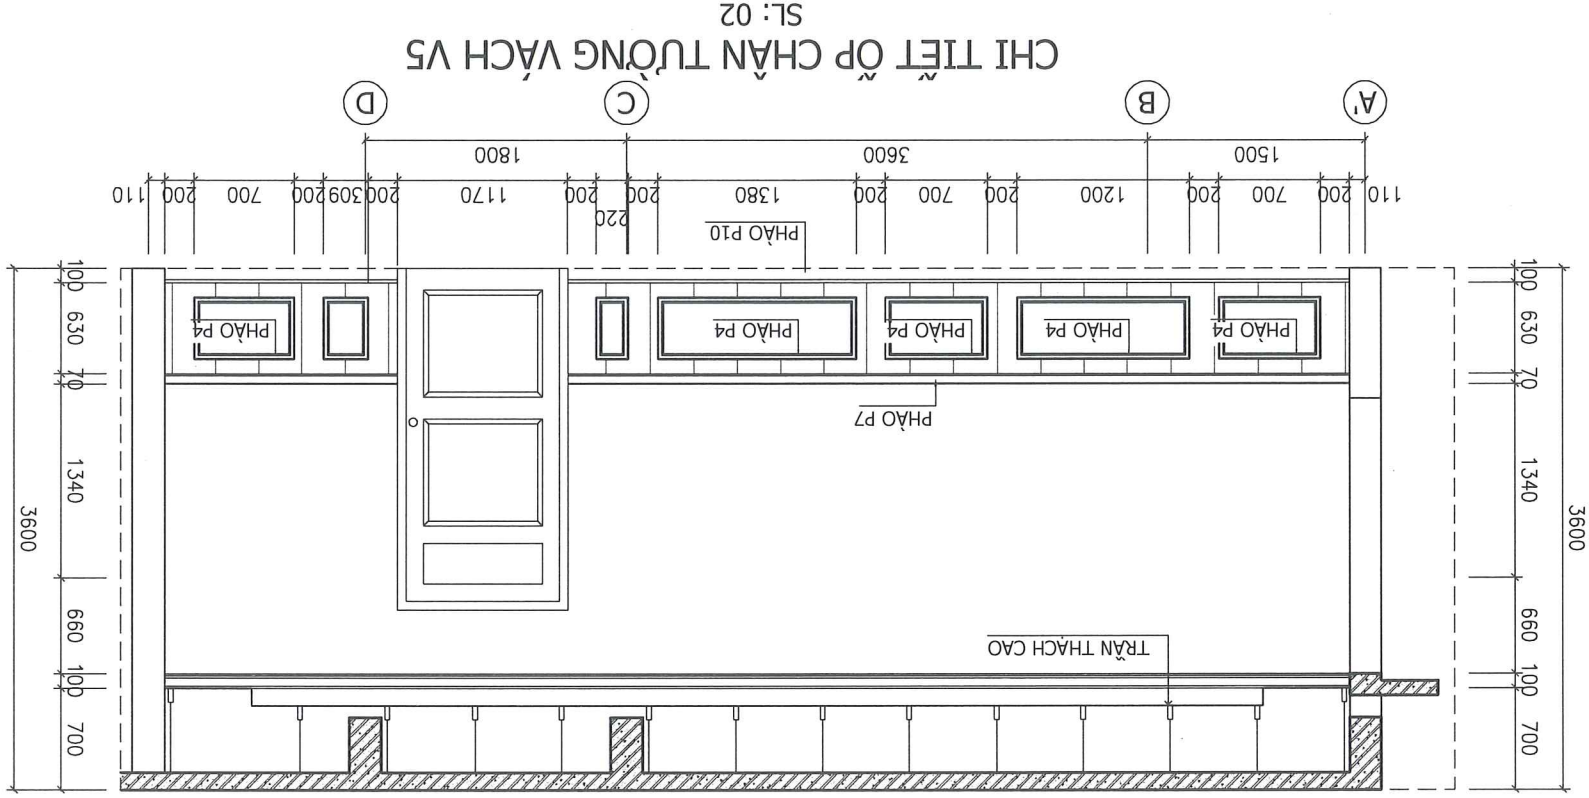 700
700
100
100
TRẦN THẠCH CAO
660
660
3600
3600
1340
1340
PHÀO P7
70
70
PHÀO P4
PHÀO P4
PHÀO P4
PHÀO P4
PHÀO P4
630
630
100
100
PHÀO P10
110 200 700 200 1200 200 700 200 1380 200 220 200 1170 200 309 200 700 200 110
1500 3600 1800
A' B C D
CHI TIẾT ỐP CHÂN TƯỜNG VÁCH V5
SL: 02